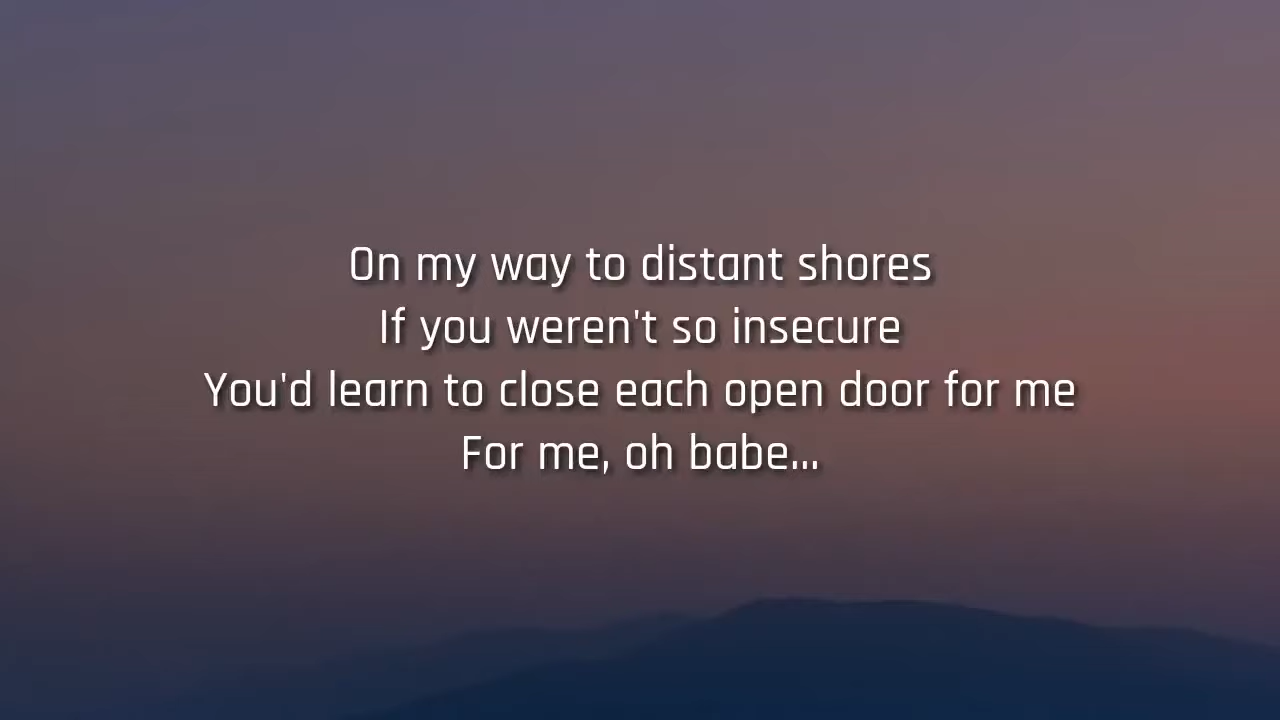 On my way to distant shores
If you weren't so insecure
You'd learn to close each open door for me
For me, oh babe...